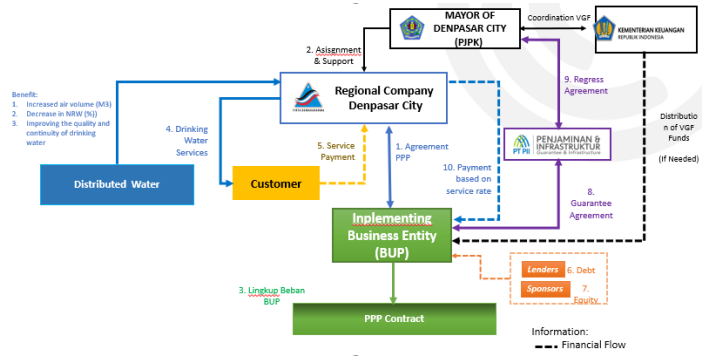 MAYOR OF
DENPASAR CITY
(PJPK)
Coordination VGF
KEMENTERIAN KEUANGAN
REPUBLIK INDONESIA
2. Asisgnment
& Support
Benefit:
1. Increased air volume (M3)
2. Decrease in NRW (%))
3. Improving the quality and
continuity of drinking
water
Regional Company
Denpasar City
9. Regress
Agreement
4. Drinking
Water
Services
5. Service
Payment
1. Agreement
PPP
10. Payment
based on
service rate
PT PII
PENJAMINAN &
INFRASTRUKTUR
Guarantee & Infrastructure
Distributio
n of VGF
Funds
(If Needed)
Distributed Water
Customer
8.
Guarantee
Agreement
Inplementing
Business Entity
(BUP)
Lenders 6. Debt
Sponsors 7.
Equity
3. Lingkup Beban
BUP
PPP Contract
Information:
Financial Flow